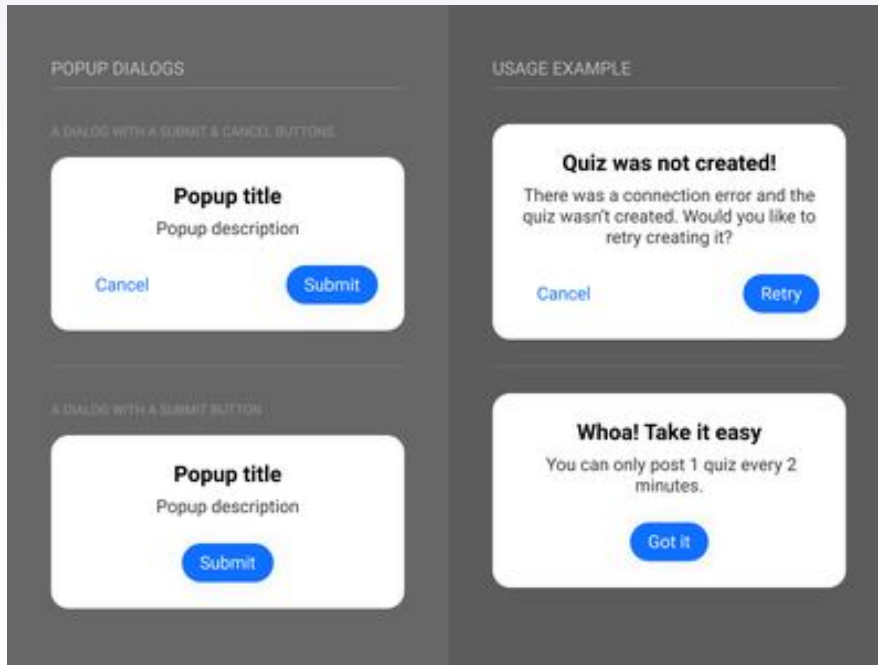 POPUP DIALOGS
A DIALOG WITH A SUBMIT & CANCEL BUTTONS
Popup title
Popup description
Cancel
Submit
A DIALOG WITH A SUBMIT BUTTON
Popup title
Popup description
Submit
USAGE EXAMPLE
Quiz was not created!
There was a connection error and the
quiz wasn't created. Would you like to
retry creating it?
Cancel
Retry
Whoa! Take it easy
You can only post 1 quiz every 2
minutes.
Got it